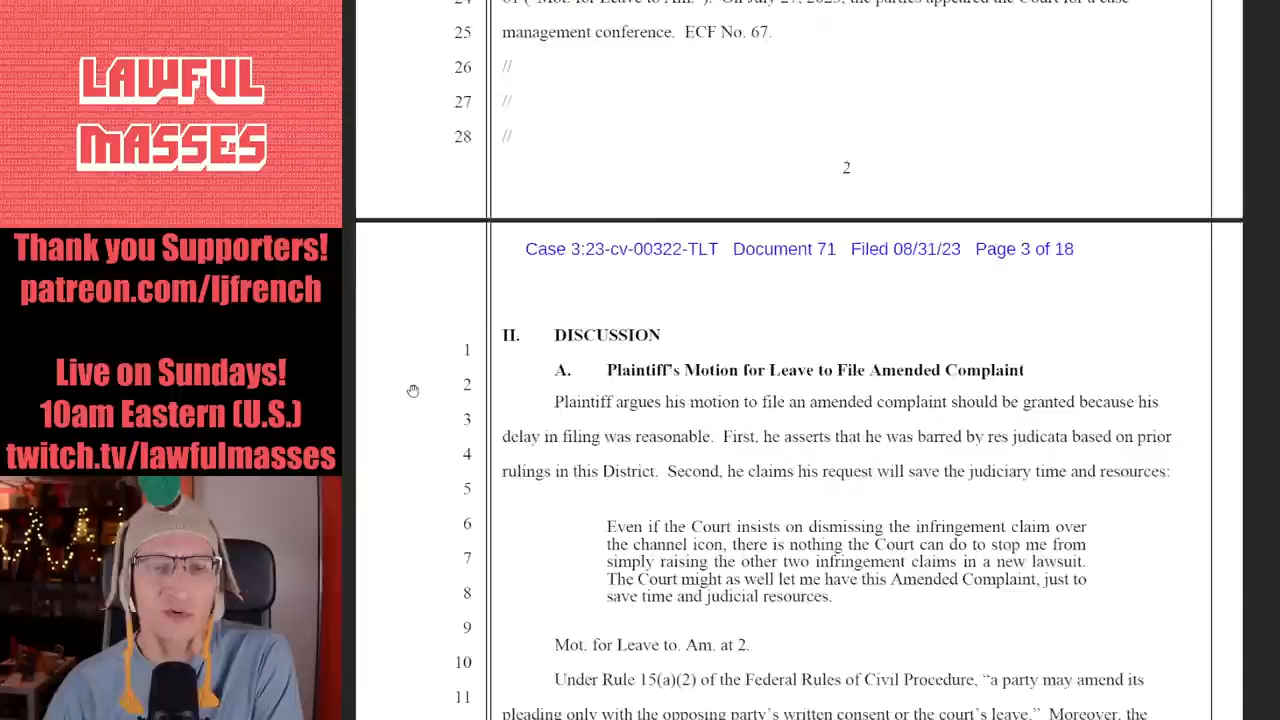 LAWFUL
MASSES
Thank you Supporters!
patreon.com/ljfrench
Live on Sundays!
10am Eastern (U.S.)
twitch.tv/lawfulmasses
24
25 management conference. ECF No. 67.
26 //
27 //
28 //
2
Case 3:23-cv-00322-TLT Document 71 Filed 08/31/23 Page 3 of 18
II. DISCUSSION
1
A. Plaintiff's Motion for Leave to File Amended Complaint
2
Plaintiff argues his motion to file an amended complaint should be granted because his
3
delay in filing was reasonable. First, he asserts that he was barred by res judicata based on prior
4
rulings in this District. Second, he claims his request will save the judiciary time and resources:
5
Even if the Court insists on dismissing the infringement claim over
6
the channel icon, there is nothing the Court can do to stop me from
7
simply raising the other two infringement claims in a new lawsuit.
The Court might as well let me have this Amended Complaint, just to
8
save time and judicial resources.
9
Mot. for Leave to. Am. at 2.
10
Under Rule 15(a)(2) of the Federal Rules of Civil Procedure, “a party may amend its
11
pleading only with the opposing party’s written consent or the court’s leave.” Moreover, the